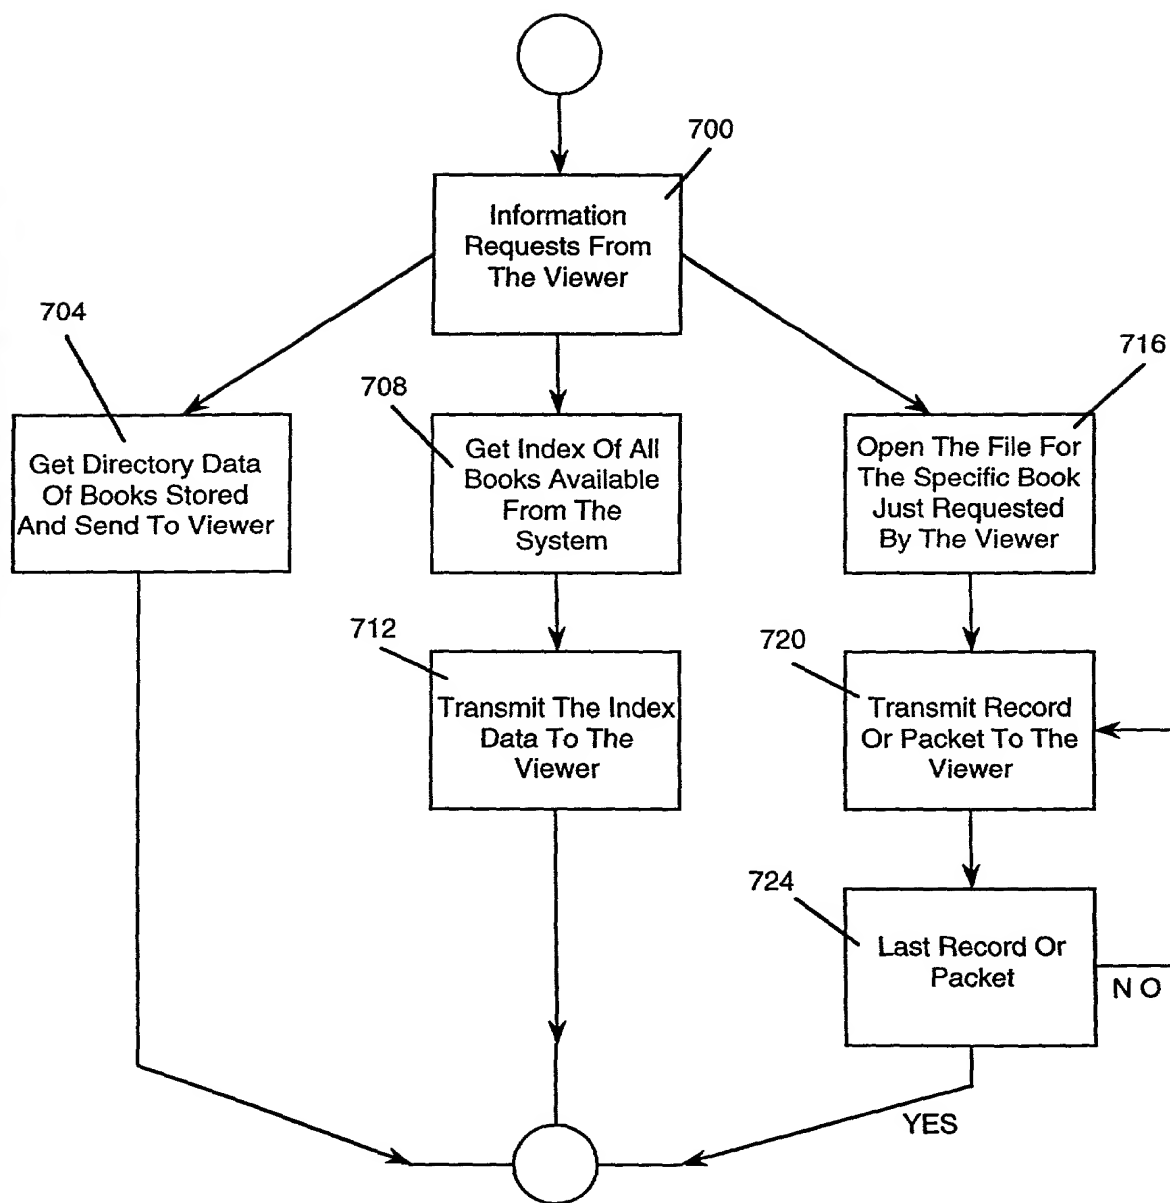 700
Information
Requests From
The Viewer
704
Get Directory Data
Of Books Stored
And Send To Viewer
708
Get Index Of All
Books Available
From The
System
716
Open The File For
The Specific Book
Just Requested
By The Viewer
712
Transmit The Index
Data To The
Viewer
720
Transmit Record
Or Packet To The
Viewer
724
Last Record Or
Packet
N O
YES